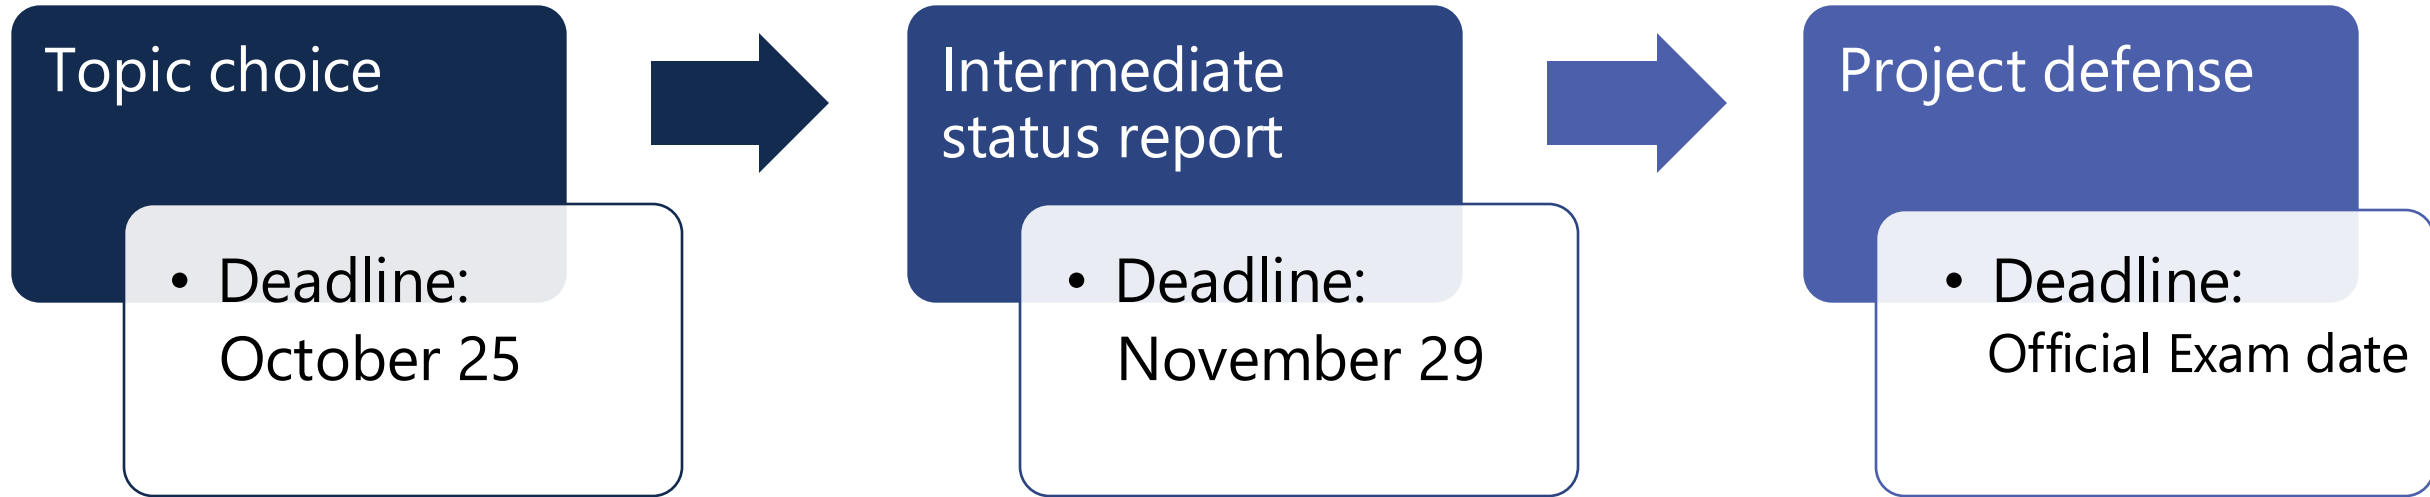 Topic choice
• Deadline:
October 25
Intermediate
status report
• Deadline:
November 29
Project defense
• Deadline:
Official Exam date